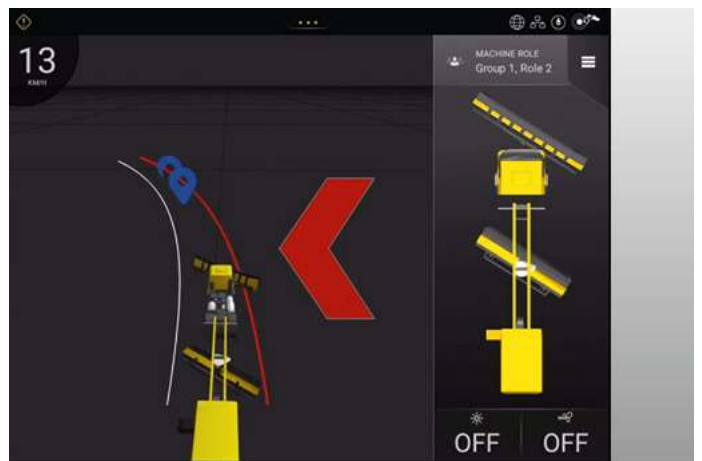 13
KM/H
MACHINE ROLE
Group 1, Role 2
OFF
OFF